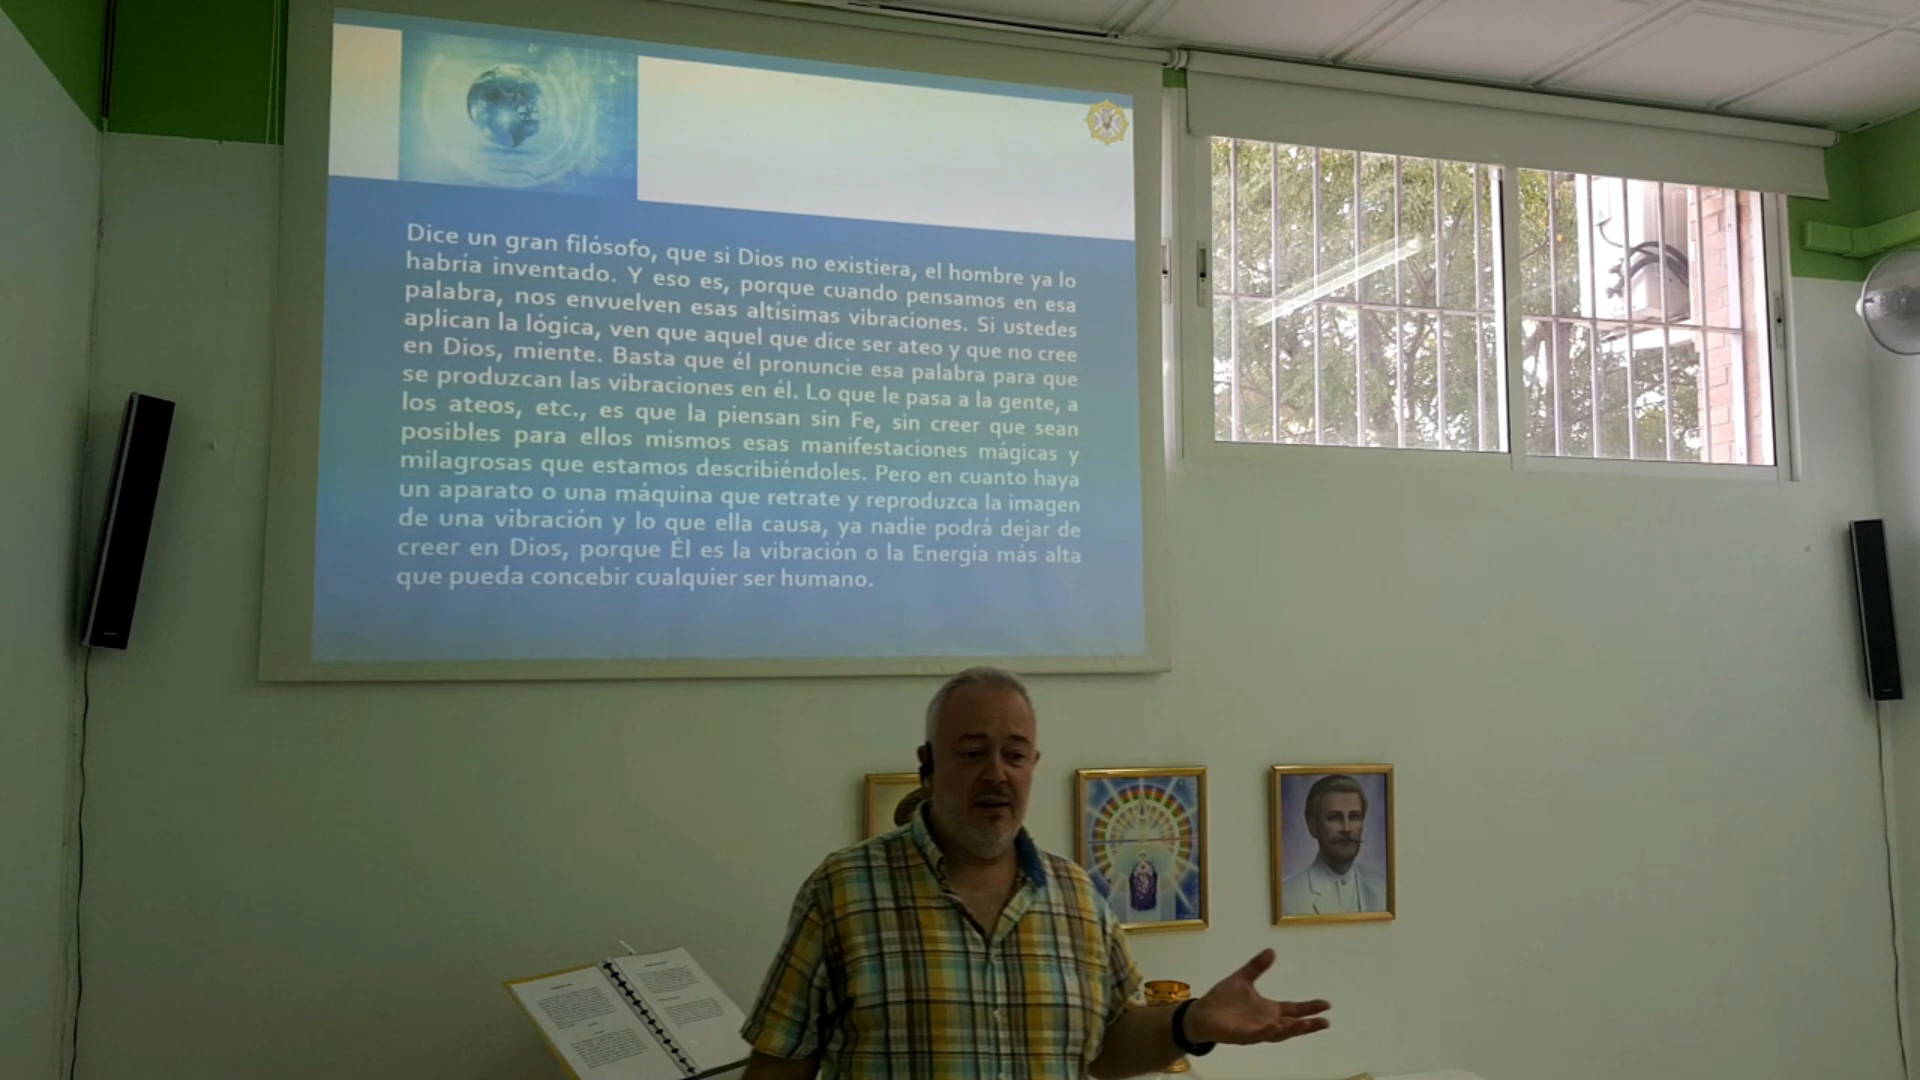 Dice un gran filósofo, que si Dios no existiera, el hombre ya lo
habría inventado. Y eso es, porque cuando pensamos en esa
palabra, nos envuelven esas altísimas vibraciones. Si ustedes
aplican la lógica, ven que aquel que dice ser ateo y que no cree
en Dios, miente. Basta que él pronuncie esa palabra para que
se produzcan las vibraciones en él. Lo que le pasa a la gente, a
los ateos, etc., es que la piensan sin Fe, sin creer que sean
posibles para ellos mismos esas manifestaciones mágicas y
milagrosas que estamos describiéndoles. Pero en cuanto haya
un aparato o una máquina que retrate y reproduzca la imagen
de una vibración y lo que ella causa, ya nadie podrá dejar de
creer en Dios, porque Él es la vibración o la Energía más alta
que pueda concebir cualquier ser humano.